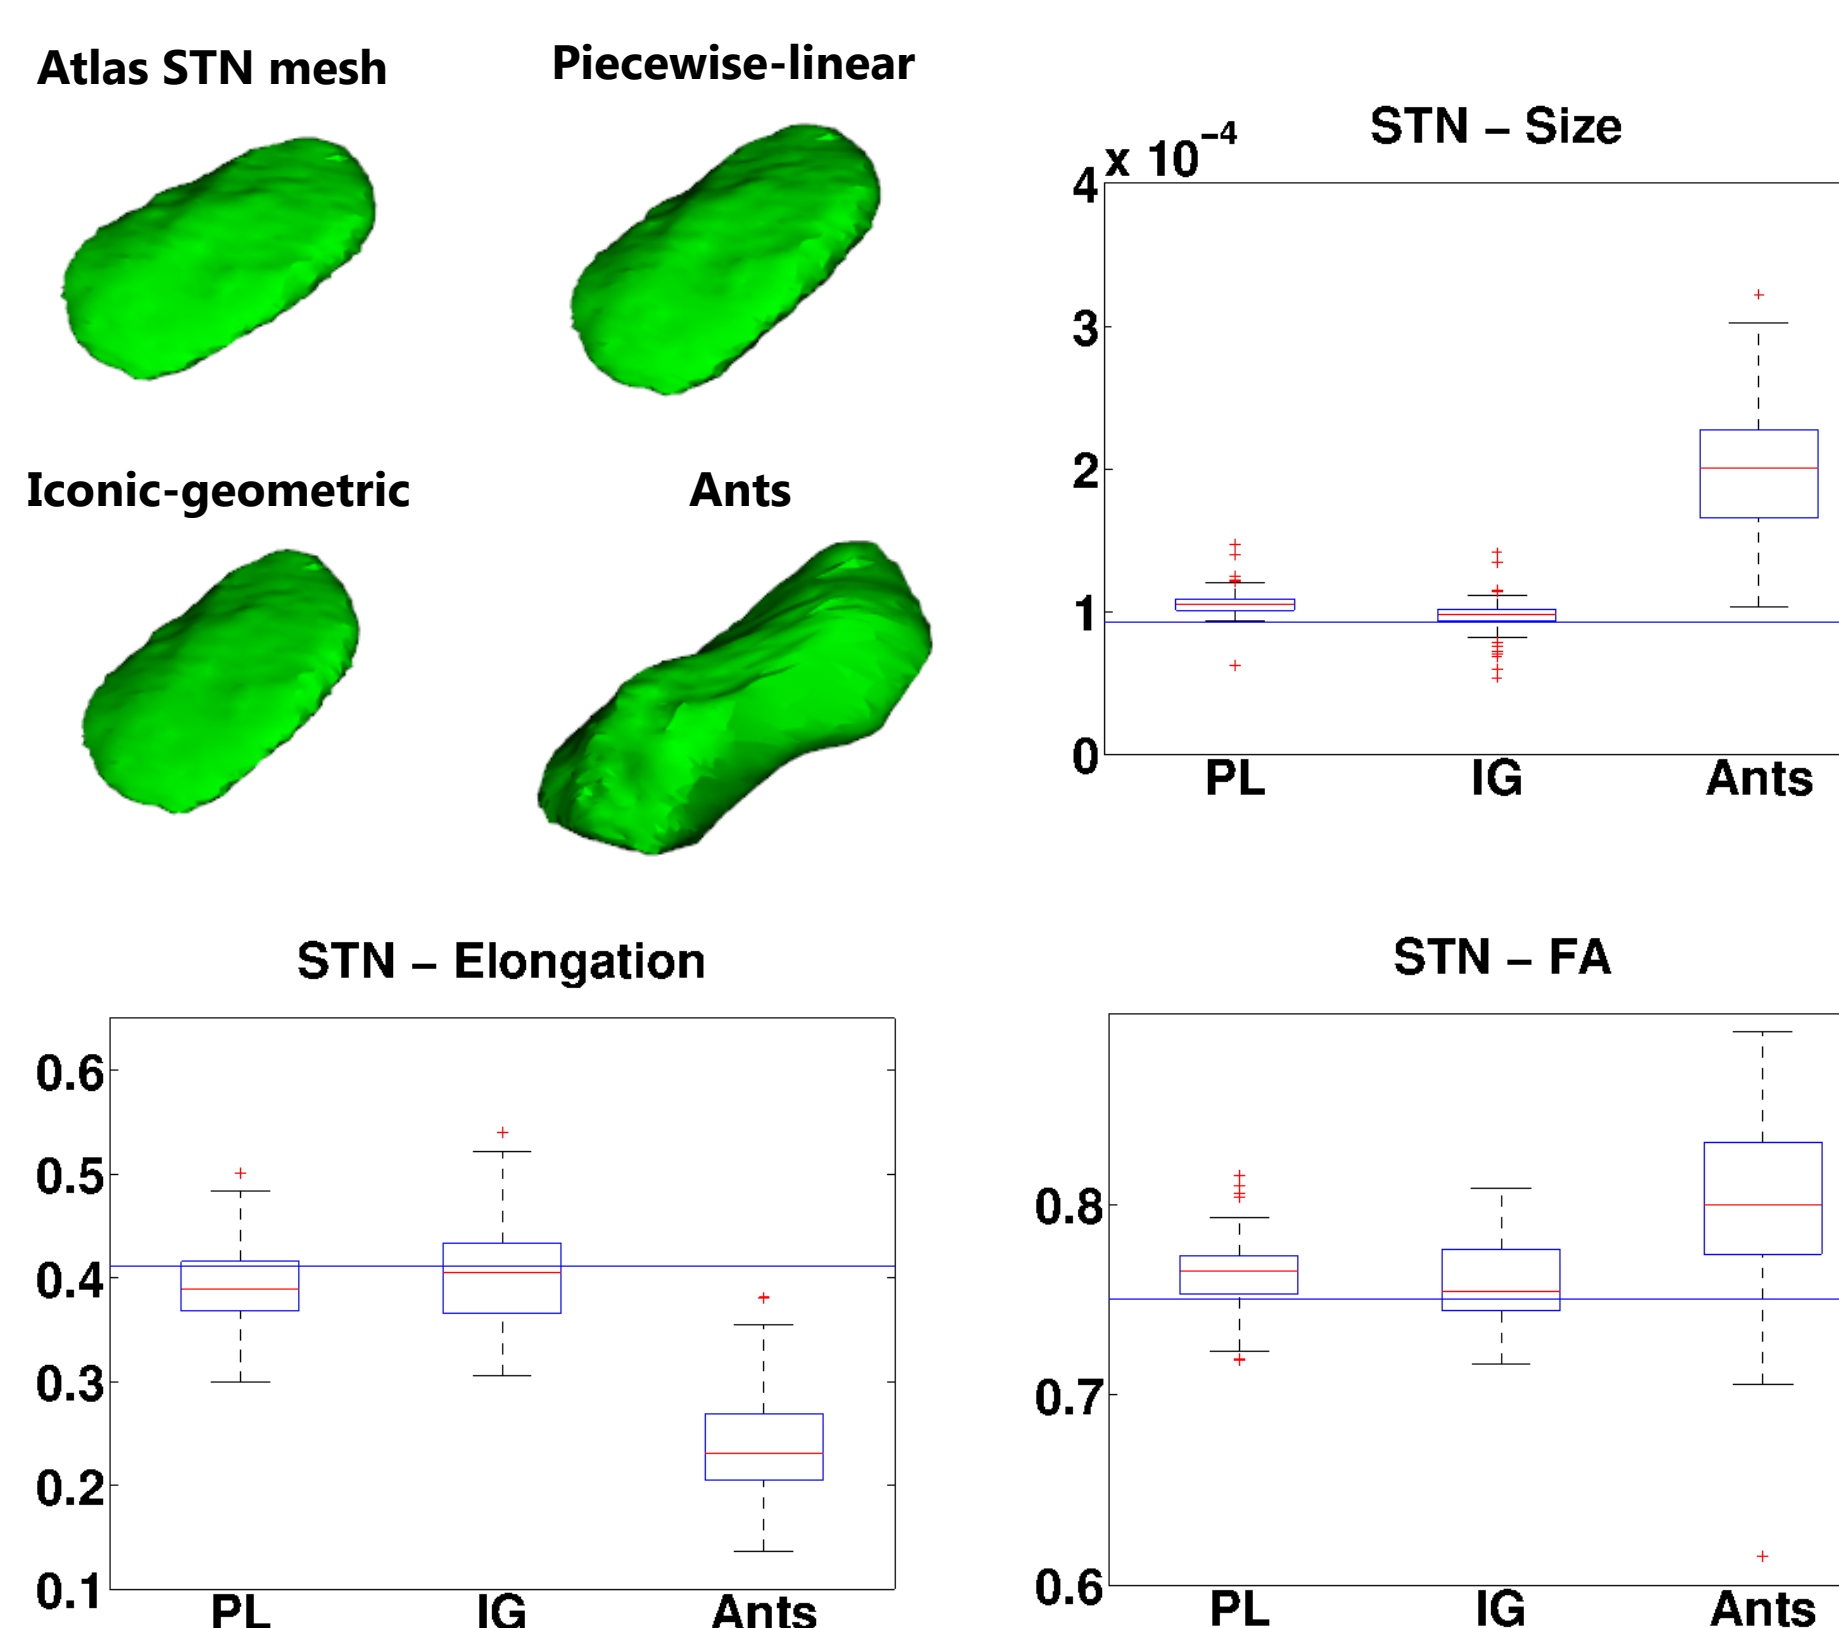 Atlas STN mesh
Piecewise-linear
Iconic-geometric
Ants
STN – Size
x 10⁻⁴
4
3
2
1
0
PL IG Ants
STN – Elongation
0.6
0.5
0.4
0.3
0.2
0.1
PL IG Ants
STN – FA
0.8
0.7
0.6
PL IG Ants